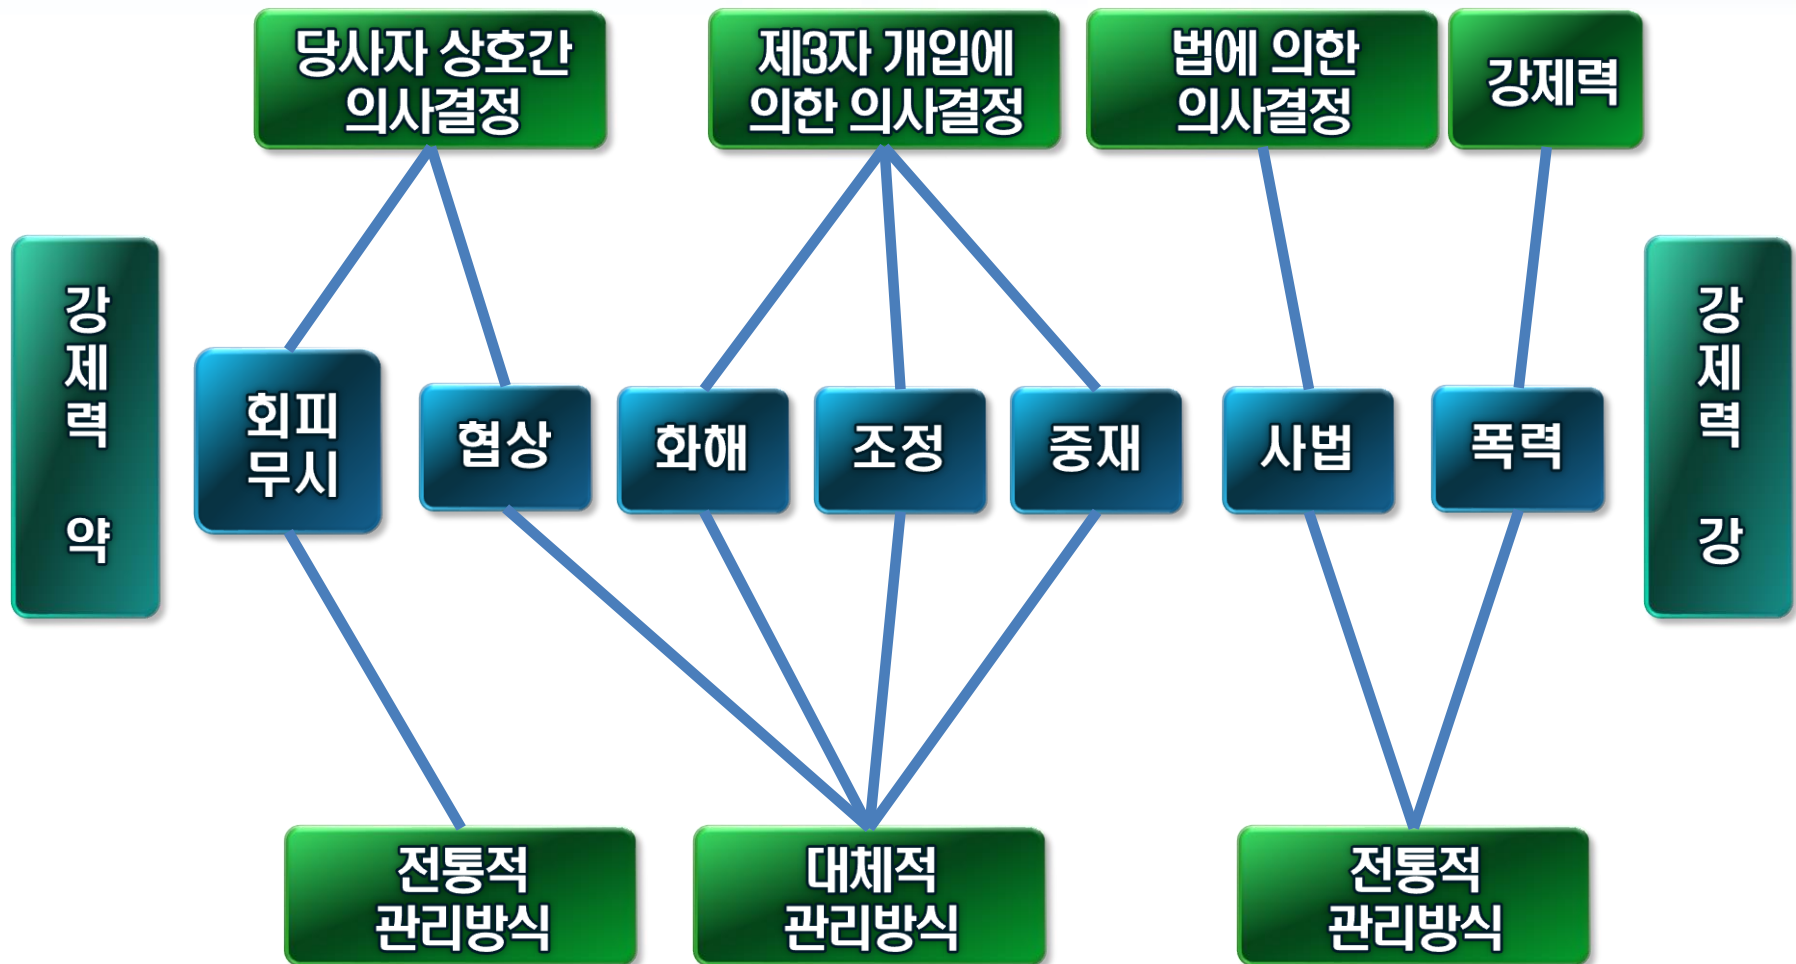 당사자 상호간
의사결정
제3자 개입에
의한 의사결정
법에 의한
의사결정
강제력
강
제
력
약
회피
무시
협상
화해
조정
중재
사법
폭력
강
제
력
강
전통적
관리방식
대체적
관리방식
전통적
관리방식